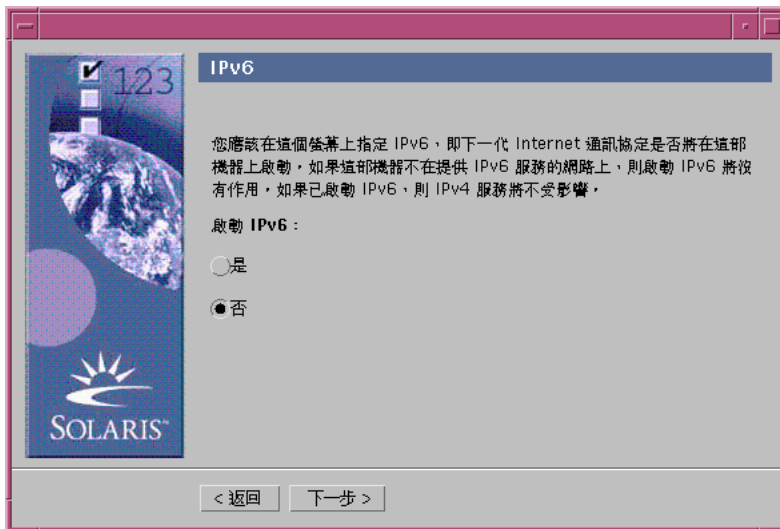 123
IPv6
您應該在這個螢幕上指定 IPv6，即下一代 Internet 通訊協定是否將在這部
機器上啟動，如果這部機器不在提供 IPv6 服務的網路上，則啟動 IPv6 將沒
有作用，如果已啟動 IPv6，則 IPv4 服務將不受影響，
啟動 IPv6：
是
否
SOLARIS™
< 返回
下一步 >